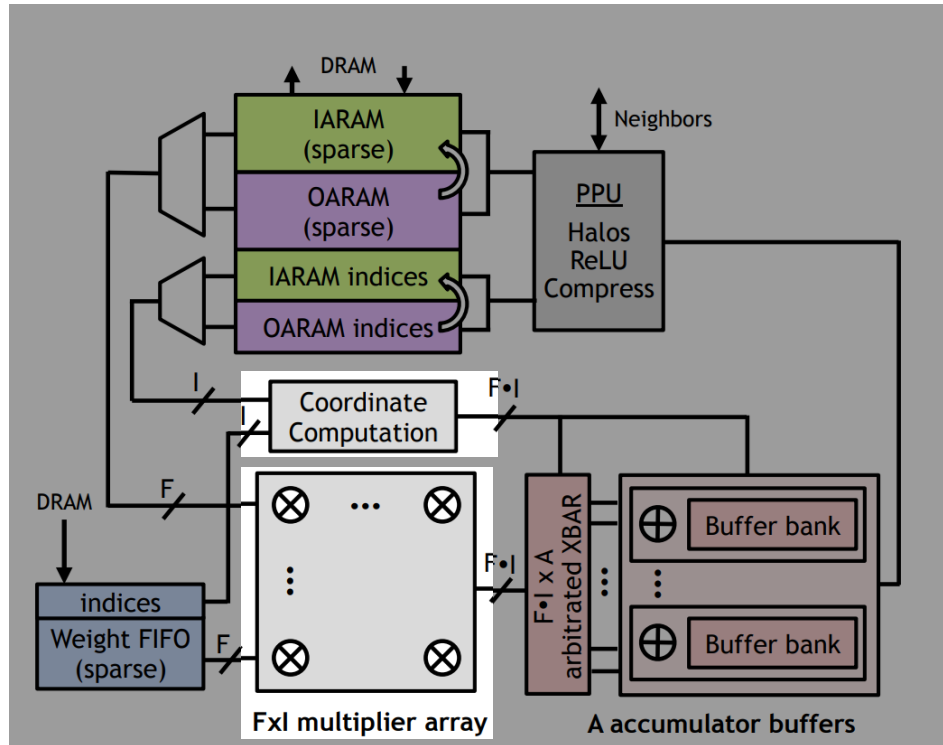 DRAM
IARAM
(sparse)
Neighbors
OARAM
(sparse)
PPU
Halos
ReLU
Compress
IARAM indices
OARAM indices
I
F•I
Coordinate
Computation
I
DRAM
F
F•I
F•I x A
arbitrated XBAR
Buffer bank
...
indices
Weight FIFO
(sparse)
F
Buffer bank
FxI multiplier array
A accumulator buffers